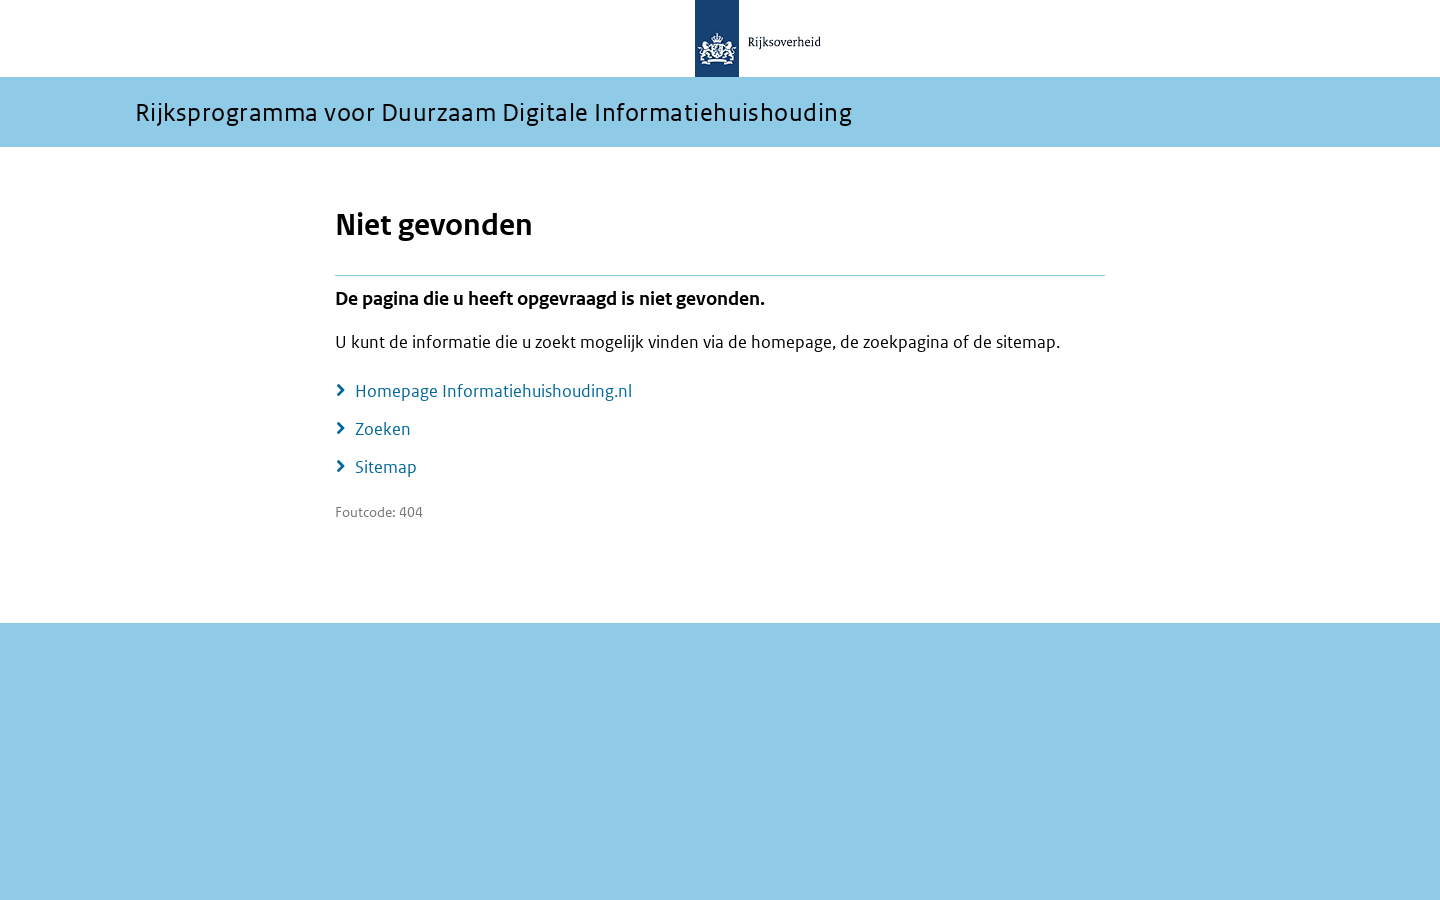 Rijksoverheid
Rijksprogramma voor Duurzaam Digitale Informatiehuishouding
Niet gevonden
De pagina die u heeft opgevraagd is niet gevonden.
U kunt de informatie die u zoekt mogelijk vinden via de homepage, de zoekpagina of de sitemap.
Homepage Informatiehuishouding.nl
Zoeken
Sitemap
Foutcode: 404